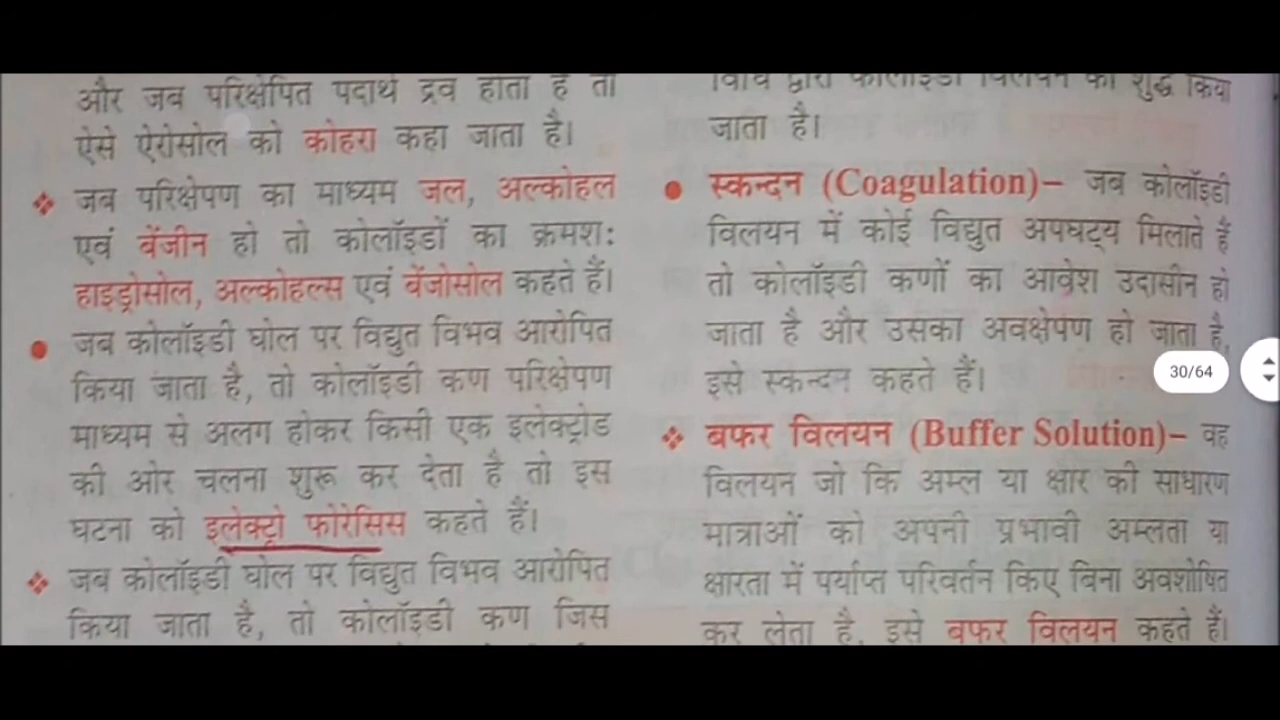 और जब परिक्षेपित पदार्थ द्रव होता है तो
ऐसे ऐरोसोल को कोहरा कहा जाता है।
❖ जब परिक्षेपण का माध्यम जल, अल्कोहल
एवं बेंजीन हो तो कोलॉइडों का क्रमश:
हाइड्रोसोल, अल्कोहल्स एवं बेंजोसोल कहते हैं।
● जब कोलॉइडी घोल पर विद्युत विभव आरोपित
किया जाता है, तो कोलॉइडी कण परिक्षेपण
माध्यम से अलग होकर किसी एक इलेक्ट्रोड
की ओर चलना शुरू कर देता है तो इस
घटना को इलेक्ट्रो फोरेसिस कहते हैं।
❖ जब कोलॉइडी घोल पर विद्युत विभव आरोपित
किया जाता है, तो कोलॉइडी कण जिस
विधि द्वारा कोलॉइडी विलयन को शुद्ध किया
जाता है।
● स्कन्दन (Coagulation)– जब कोलॉइडी
विलयन में कोई विद्युत अपघट्य मिलाते हैं
तो कोलॉइडी कणों का आवेश उदासीन हो
जाता है और उसका अवक्षेपण हो जाता है,
इसे स्कन्दन कहते हैं।
❖ बफर विलयन (Buffer Solution)– वह
विलयन जो कि अम्ल या क्षार की साधारण
मात्राओं को अपनी प्रभावी अम्लता या
क्षारता में पर्याप्त परिवर्तन किए बिना अवशोषित
कर लेता है, इसे बफर विलयन कहते हैं।
30/64